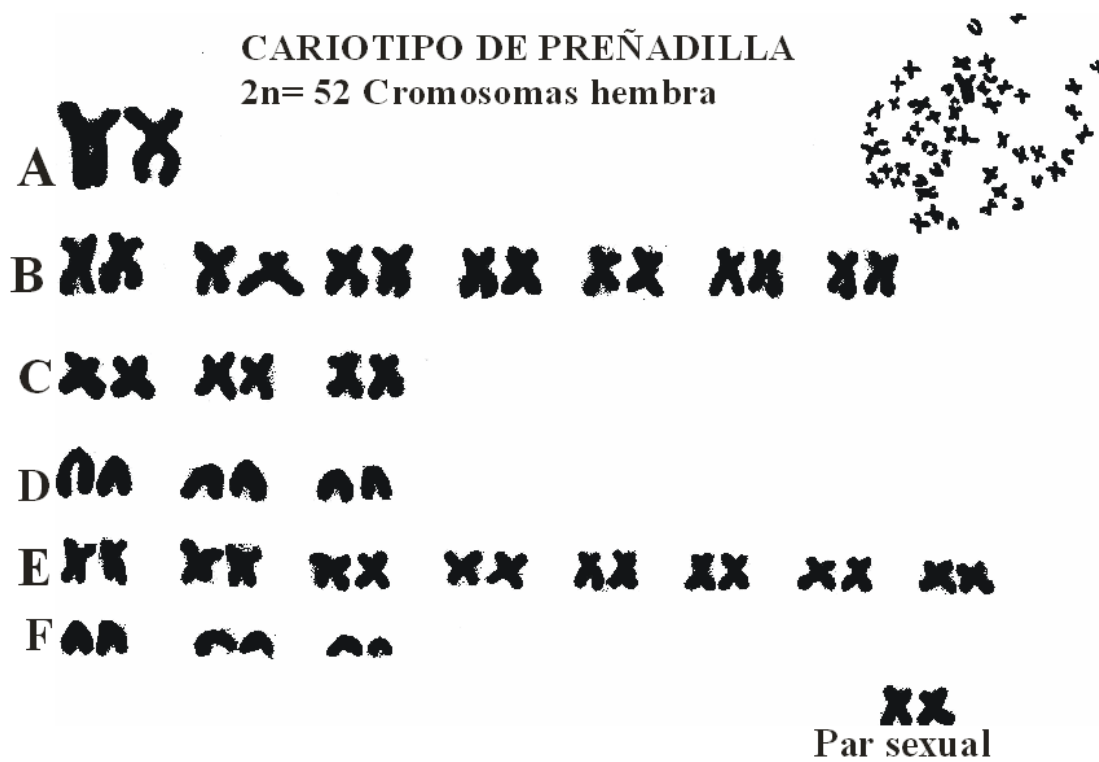 CARIOTIPO DE PREÑADILLA
2n= 52 Cromosomas hembra
A
B
C
D
E
F
Par sexual